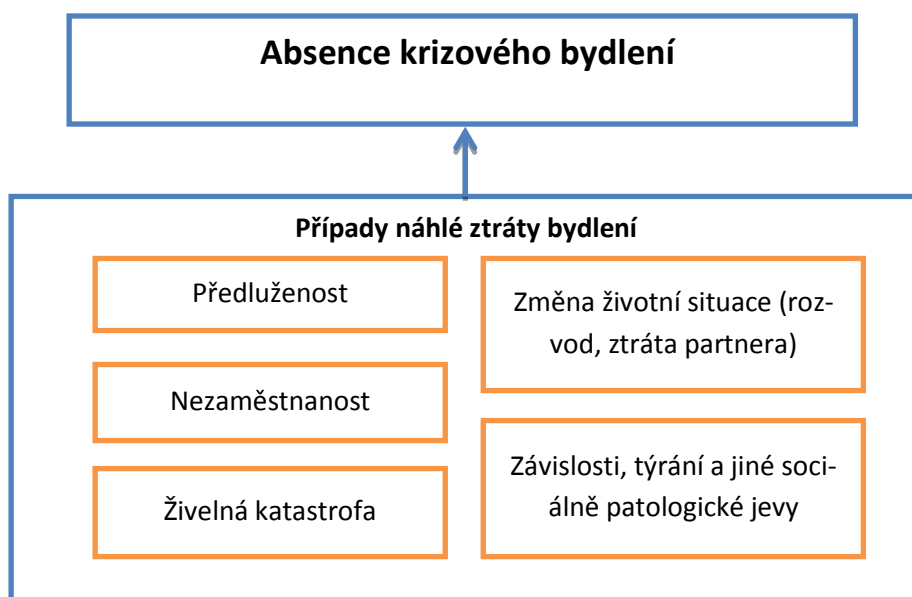 Absence krizového bydlení
Případy náhlé ztráty bydlení
Předluženost
Nezaměstnanost
Živelná katastrofa
Změna životní situace (roz-
vod, ztráta partnera)
Závislosti, týrání a jiné soci-
álně patologické jevy